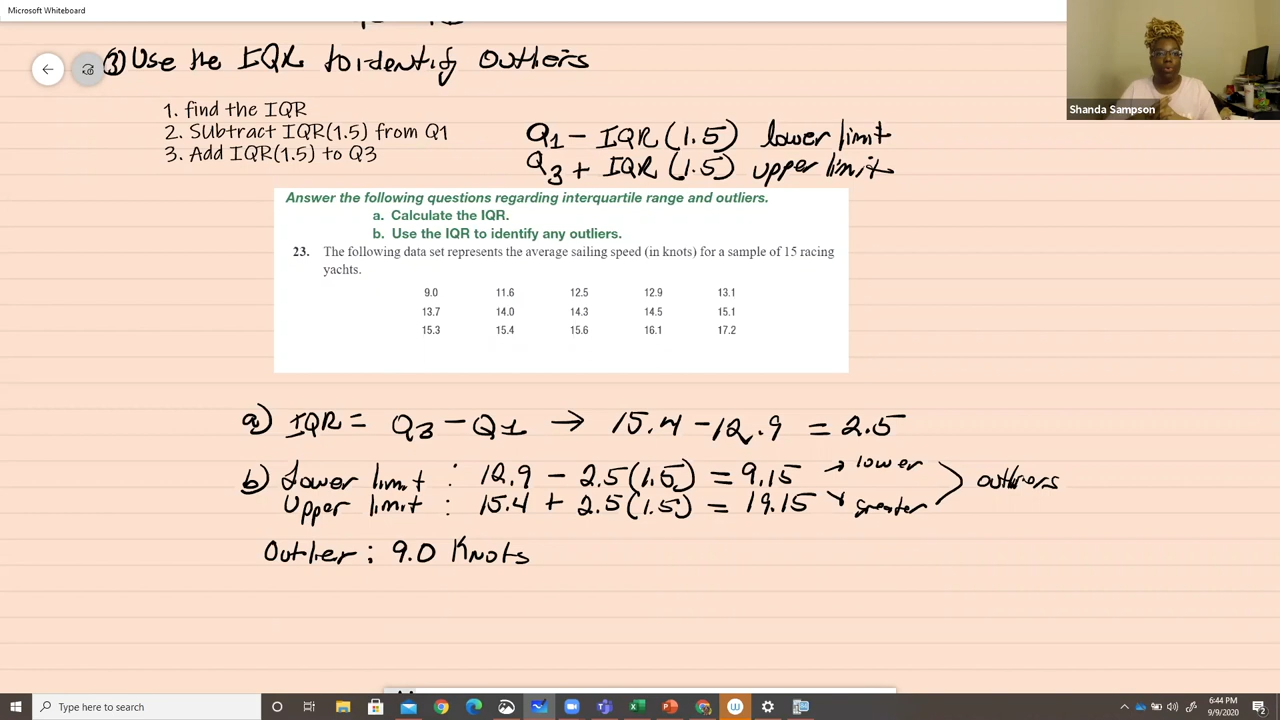 Microsoft Whiteboard
③ Use the IQR to identify Outliers
1. find the IQR
2. Subtract IQR(1.5) from Q1
3. Add IQR(1.5) to Q3
Q1 - IQR (1.5) lower limit
Q3 + IQR (1.5) upper limit
Shanda Sampson
Answer the following questions regarding interquartile range and outliers.
a. Calculate the IQR.
b. Use the IQR to identify any outliers.
23. The following data set represents the average sailing speed (in knots) for a sample of 15 racing
yachts.
9.0 11.6 12.5 12.9 13.1
13.7 14.0 14.3 14.5 15.1
15.3 15.4 15.6 16.1 17.2
a) IQR = Q3 - Q1 → 15.4 - 12.9 = 2.5
b) Lower limit : 12.9 - 2.5(1.5) = 9.15 → lower
Upper limit : 15.4 + 2.5(1.5) = 19.15 ↘ greater
outliers
Outlier : 9.0 Knots
Type here to search
6:44 PM
9/9/2020